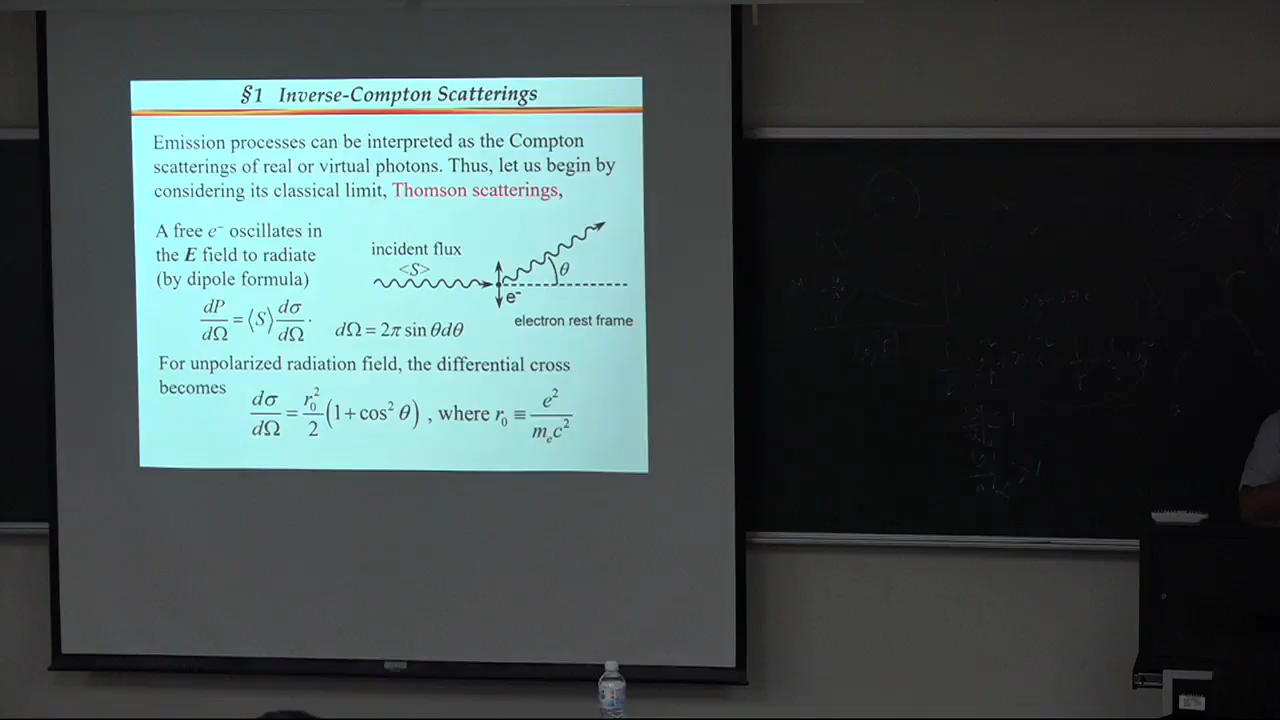 §1 Inverse-Compton Scatterings
Emission processes can be interpreted as the Compton
scatterings of real or virtual photons. Thus, let us begin by
considering its classical limit, Thomson scatterings,
A free e⁻ oscillates in
the E field to radiate
(by dipole formula)
incident flux
<S>
θ
e⁻
electron rest frame
dP/dΩ = ⟨S⟩ dσ/dΩ.
dΩ = 2π sin θdθ
For unpolarized radiation field, the differential cross
becomes
dσ/dΩ = r₀²/2 (1 + cos² θ) , where r₀ ≡ e²/mₑc²